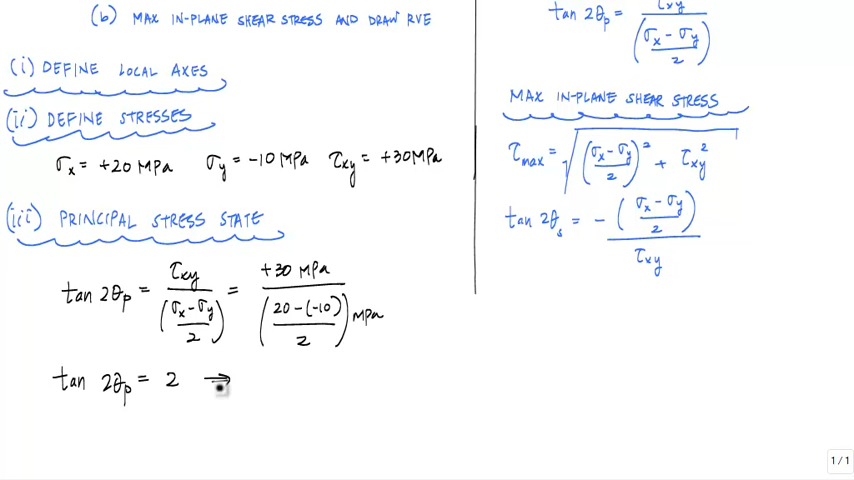 (b) MAX IN-PLANE SHEAR STRESS AND DRAW RVE
(i) DEFINE LOCAL AXES
(ii) DEFINE STRESSES
σx = +20 MPa σy = -10 MPa τxy = +30 MPa
(iii) PRINCIPAL STRESS STATE
tan 2θp = τxy / ((σx - σy)/2) = +30 MPa / ((20 - (-10))/2) MPa
tan 2θp = 2 →
tan 2θp = τxy / ((σx - σy)/2)
MAX IN-PLANE SHEAR STRESS
τmax = √(((σx - σy)/2)² + τxy²)
tan 2θs = - ((σx - σy)/2) / τxy
1 / 1